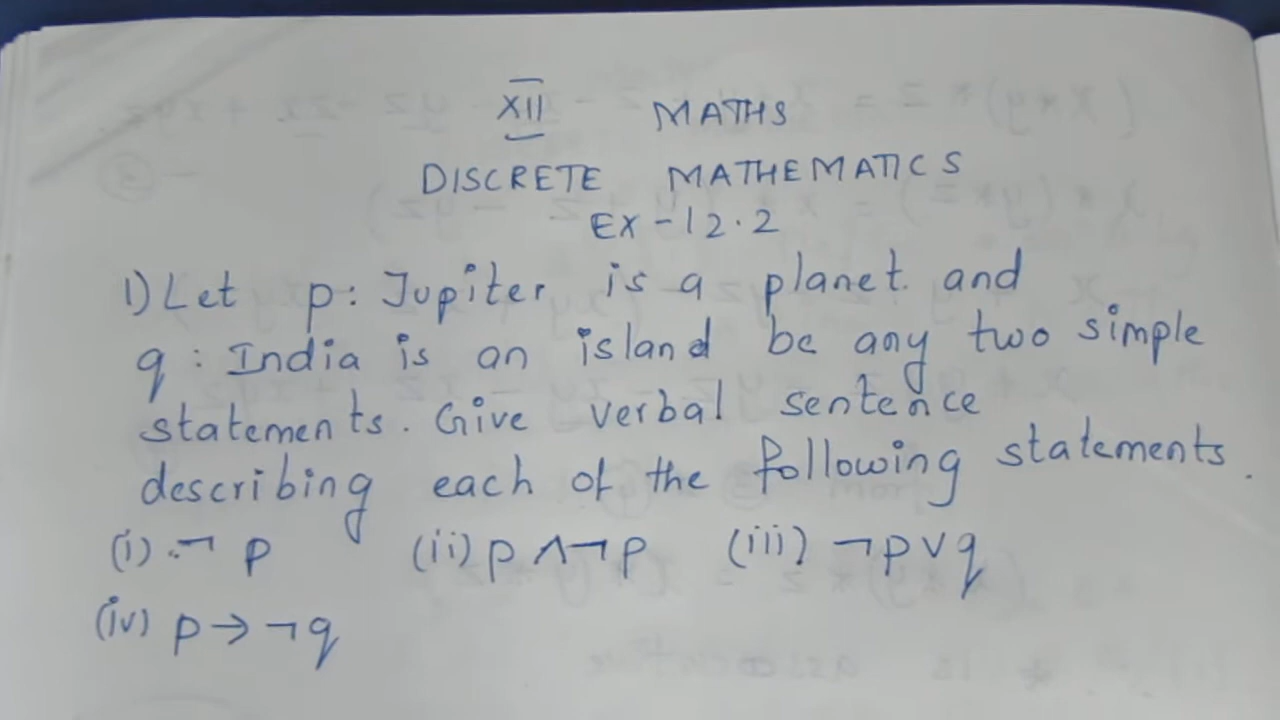 XII MATHS
DISCRETE MATHEMATICS
EX-12.2
1) Let p: Jupiter is a planet. and
q: India is an island be any two simple
statements. Give verbal sentence
describing each of the following statements.
(i) ¬ p (ii) p ∧ ¬ p (iii) ¬ p ∨ q
(iv) p → ¬ q